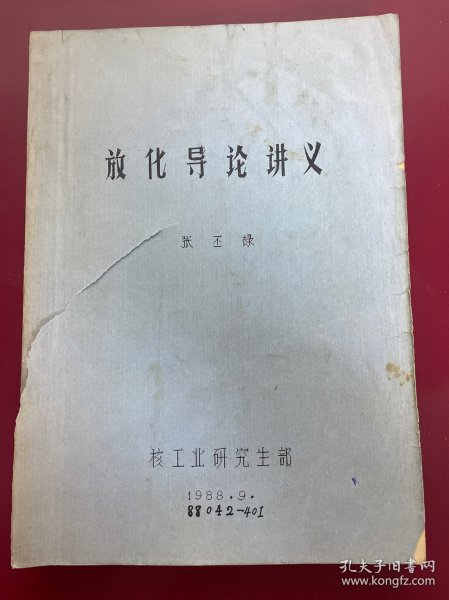 放化导论讲义
张丕禄
核工业研究生部
1988.9.
88042-401
孔夫子旧书网
www.kongfz.com